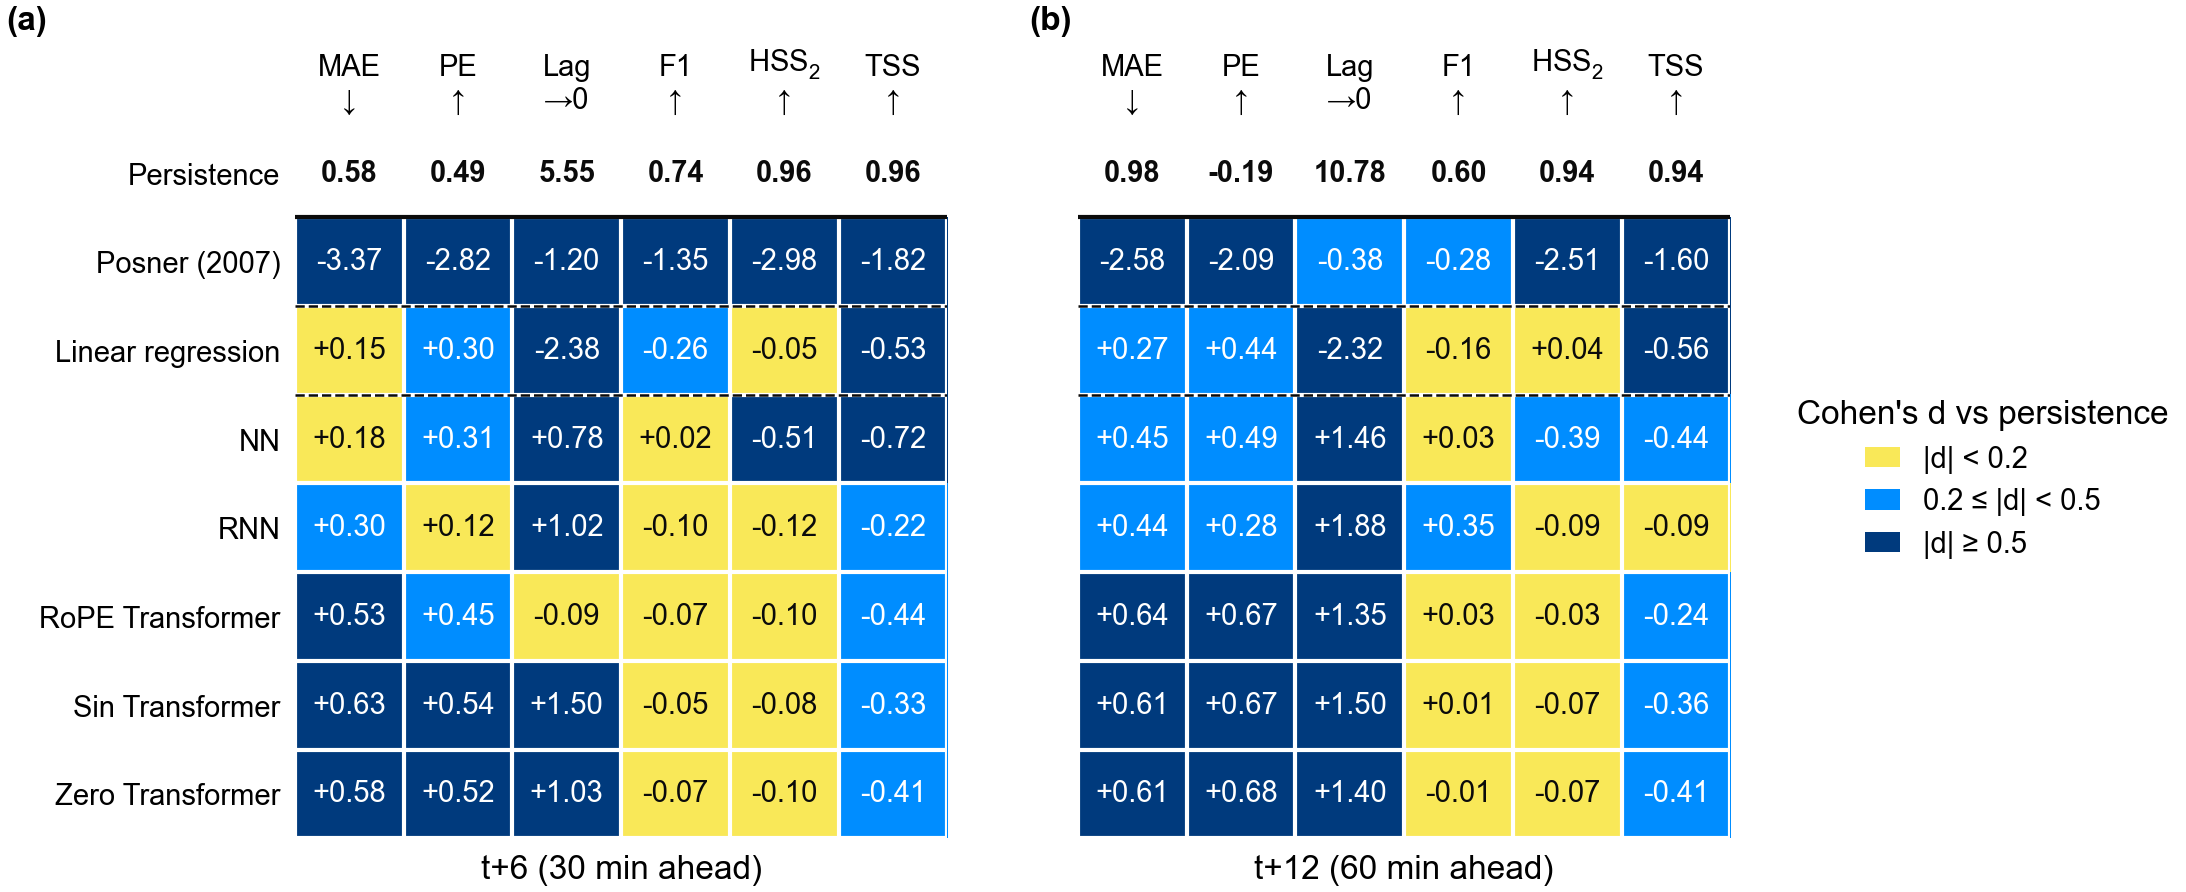 (a) (b)
MAE PE Lag F1 HSS₂ TSS MAE PE Lag F1 HSS₂ TSS
↓ ↑ →0 ↑ ↑ ↑ ↓ ↑ →0 ↑ ↑ ↑
Persistence 0.58 0.49 5.55 0.74 0.96 0.96 0.98 -0.19 10.78 0.60 0.94 0.94
Posner (2007) -3.37 -2.82 -1.20 -1.35 -2.98 -1.82 -2.58 -2.09 -0.38 -0.28 -2.51 -1.60
Linear regression +0.15 +0.30 -2.38 -0.26 -0.05 -0.53 +0.27 +0.44 -2.32 -0.16 +0.04 -0.56
NN +0.18 +0.31 +0.78 +0.02 -0.51 -0.72 +0.45 +0.49 +1.46 +0.03 -0.39 -0.44
RNN +0.30 +0.12 +1.02 -0.10 -0.12 -0.22 +0.44 +0.28 +1.88 +0.35 -0.09 -0.09
RoPE Transformer +0.53 +0.45 -0.09 -0.07 -0.10 -0.44 +0.64 +0.67 +1.35 +0.03 -0.03 -0.24
Sin Transformer +0.63 +0.54 +1.50 -0.05 -0.08 -0.33 +0.61 +0.67 +1.50 +0.01 -0.07 -0.36
Zero Transformer +0.58 +0.52 +1.03 -0.07 -0.10 -0.41 +0.61 +0.68 +1.40 -0.01 -0.07 -0.41
t+6 (30 min ahead) t+12 (60 min ahead)
Cohen's d vs persistence
|d| < 0.2
0.2 ≤ |d| < 0.5
|d| ≥ 0.5